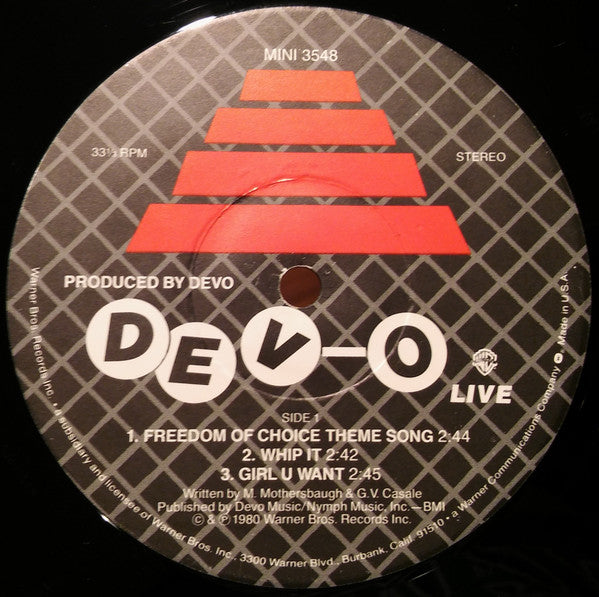 MINI 3548
33⅓ RPM
STEREO
PRODUCED BY DEVO
DEV-O
LIVE
SIDE 1
1. FREEDOM OF CHOICE THEME SONG 2:44
2. WHIP IT 2:42
3. GIRL U WANT 2:45
Written by M. Mothersbaugh & G.V. Casale
Published by Devo Music/Nymph Music, Inc.—BMI
© & ℗ 1980 Warner Bros. Records Inc.
Warner Bros. Records Inc. • a subsidiary and licensee of Warner Bros. Inc., 3300 Warner Blvd., Burbank, Calif. 91510 • a Warner Communications Company ℗ . Made in U.S.A.